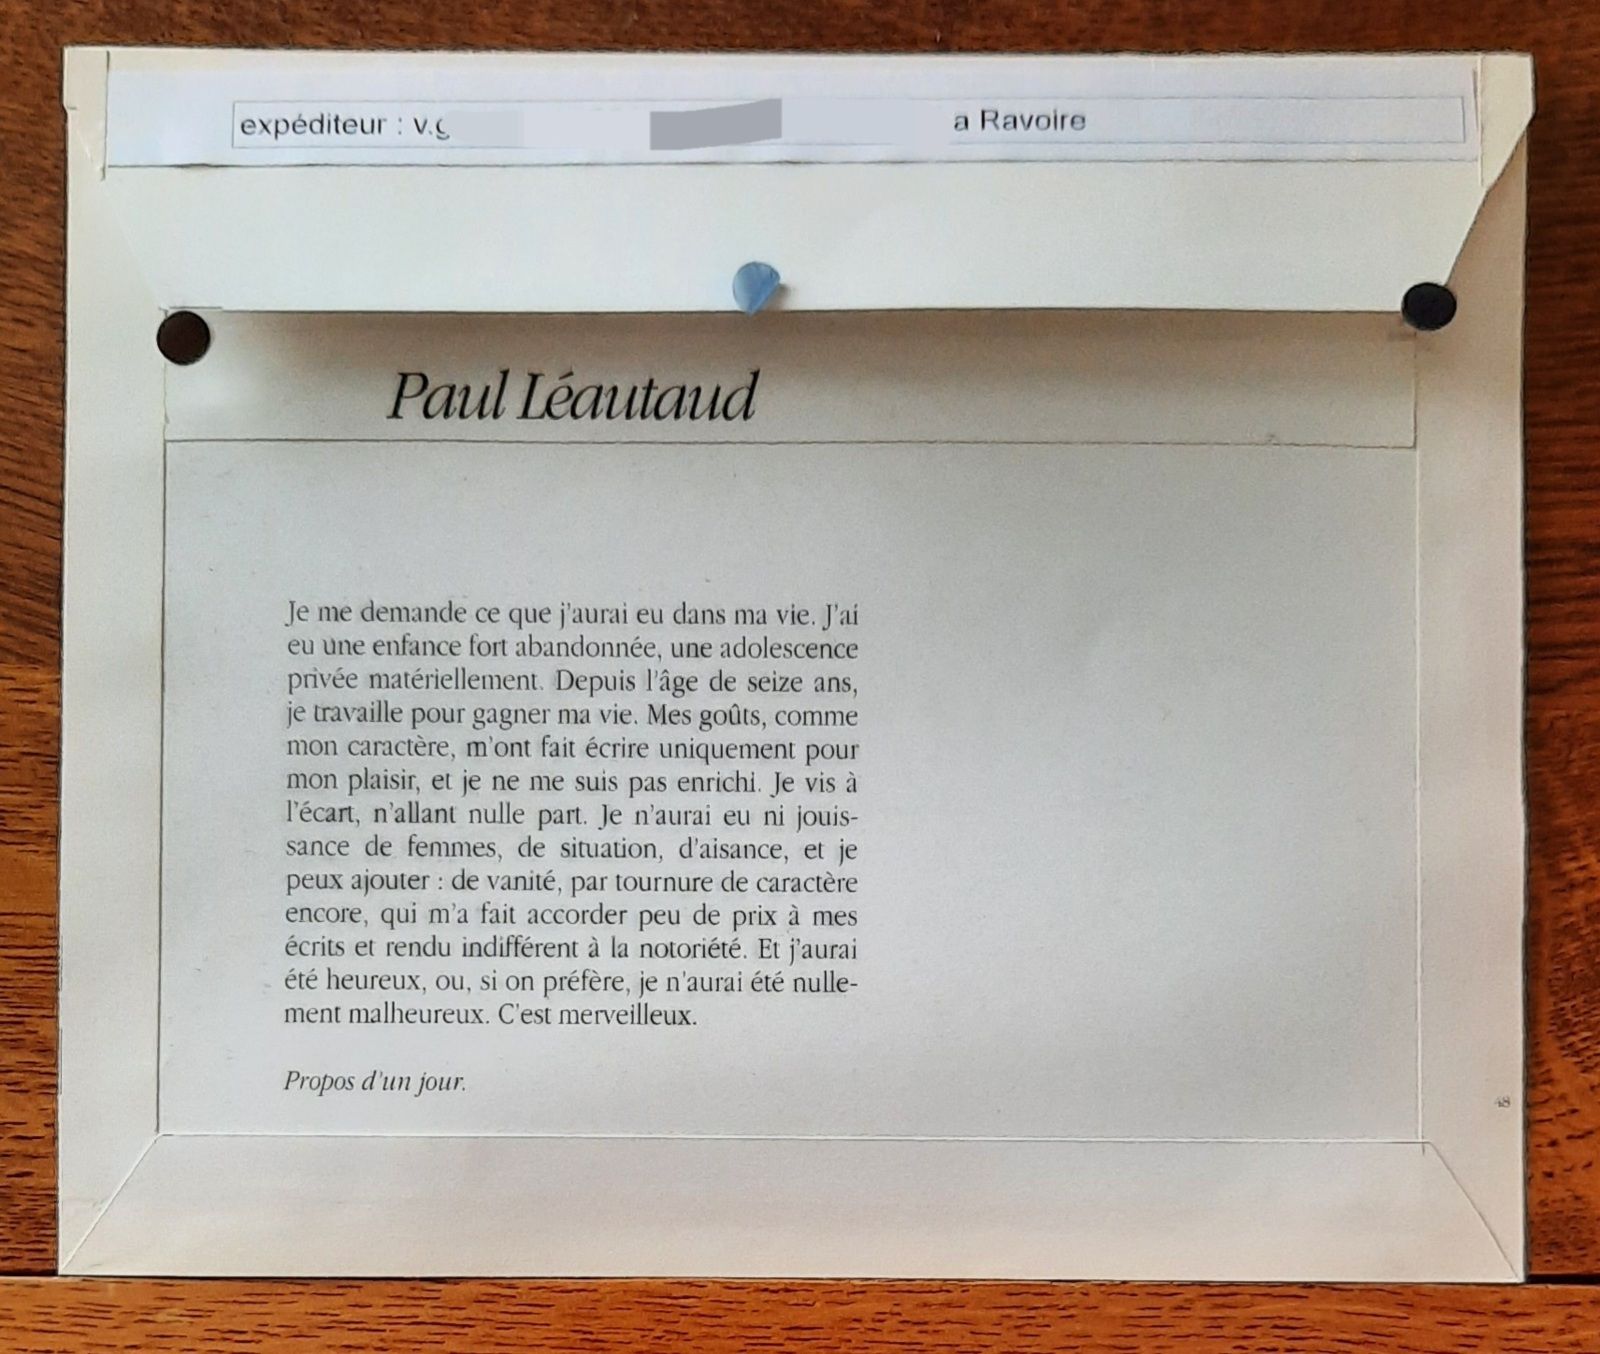 expéditeur : v.g a Ravoire
Paul Léautaud
Je me demande ce que j'aurai eu dans ma vie. J'ai
eu une enfance fort abandonnée, une adolescence
privée matériellement. Depuis l'âge de seize ans,
je travaille pour gagner ma vie. Mes goûts, comme
mon caractère, m'ont fait écrire uniquement pour
mon plaisir, et je ne me suis pas enrichi. Je vis à
l'écart, n'allant nulle part. Je n'aurai eu ni jouis-
sance de femmes, de situation, d'aisance, et je
peux ajouter : de vanité, par tournure de caractère
encore, qui m'a fait accorder peu de prix à mes
écrits et rendu indifférent à la notoriété. Et j'aurai
été heureux, ou, si on préfère, je n'aurai été nulle-
ment malheureux. C'est merveilleux.
Propos d'un jour.
48